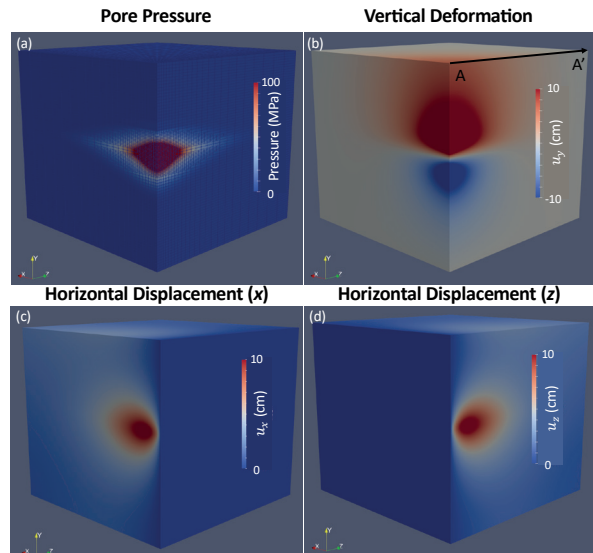 Pore Pressure
Vertical Deformation
(a)
100
Pressure (MPa)
0
Y
X
Z
(b)
A
A'
10
u_y (cm)
-10
Y
X
Z
Horizontal Displacement (x)
Horizontal Displacement (z)
(c)
10
u_x (cm)
0
Y
X
Z
(d)
10
u_z (cm)
0
Y
X
Z